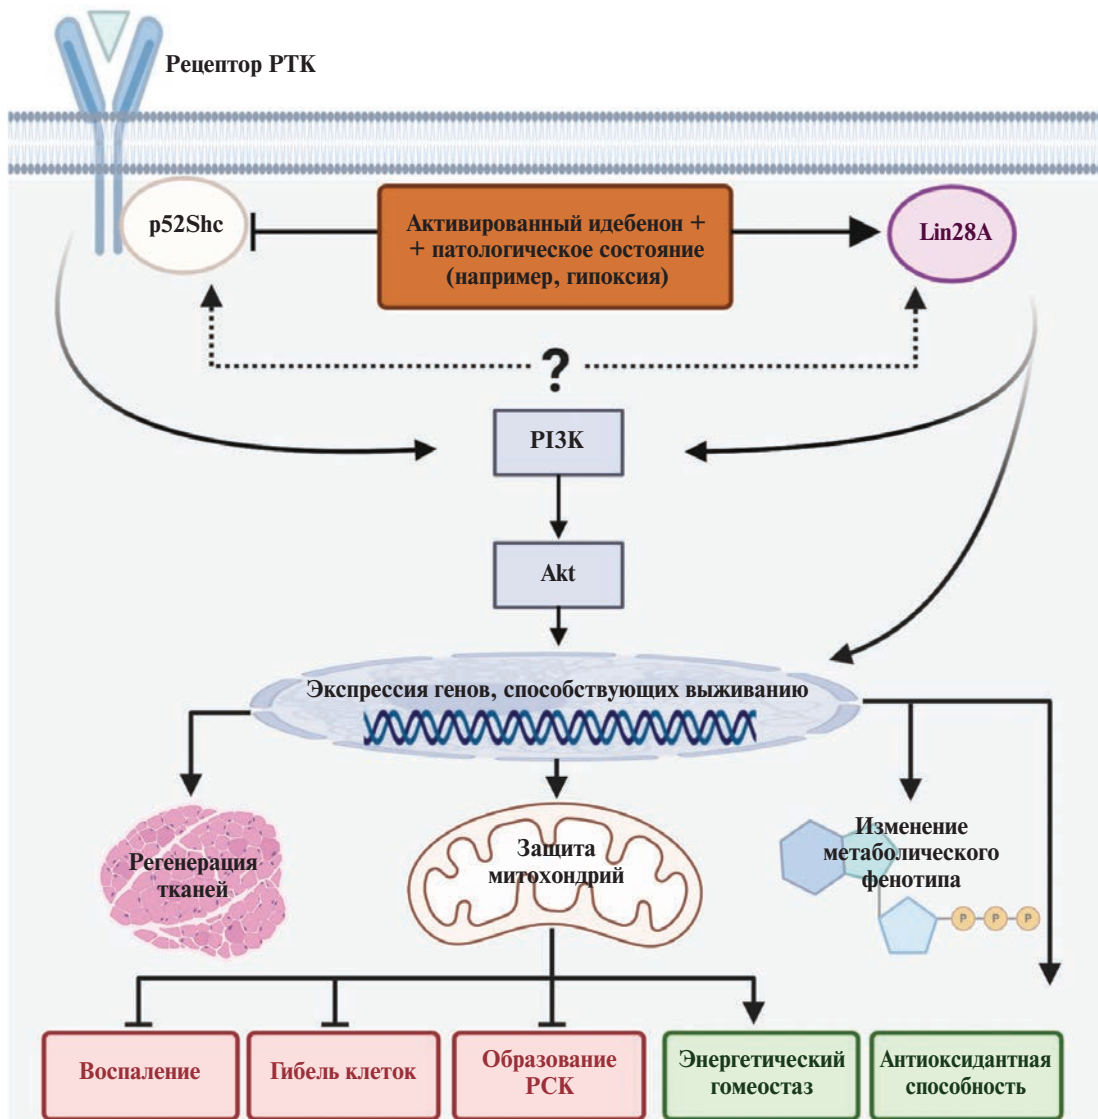 Рецептор РТК
p52Shc
Активированный идебенон +
+ патологическое состояние
(например, гипоксия)
Lin28A
?
PI3K
Akt
Экспрессия генов, способствующих выживанию
Регенерация
тканей
Защита
митохондрий
Изменение
метаболического
фенотипа
P P P
Воспаление
Гибель клеток
Образование
РСК
Энергетический
гомеостаз
Антиоксидантная
способность